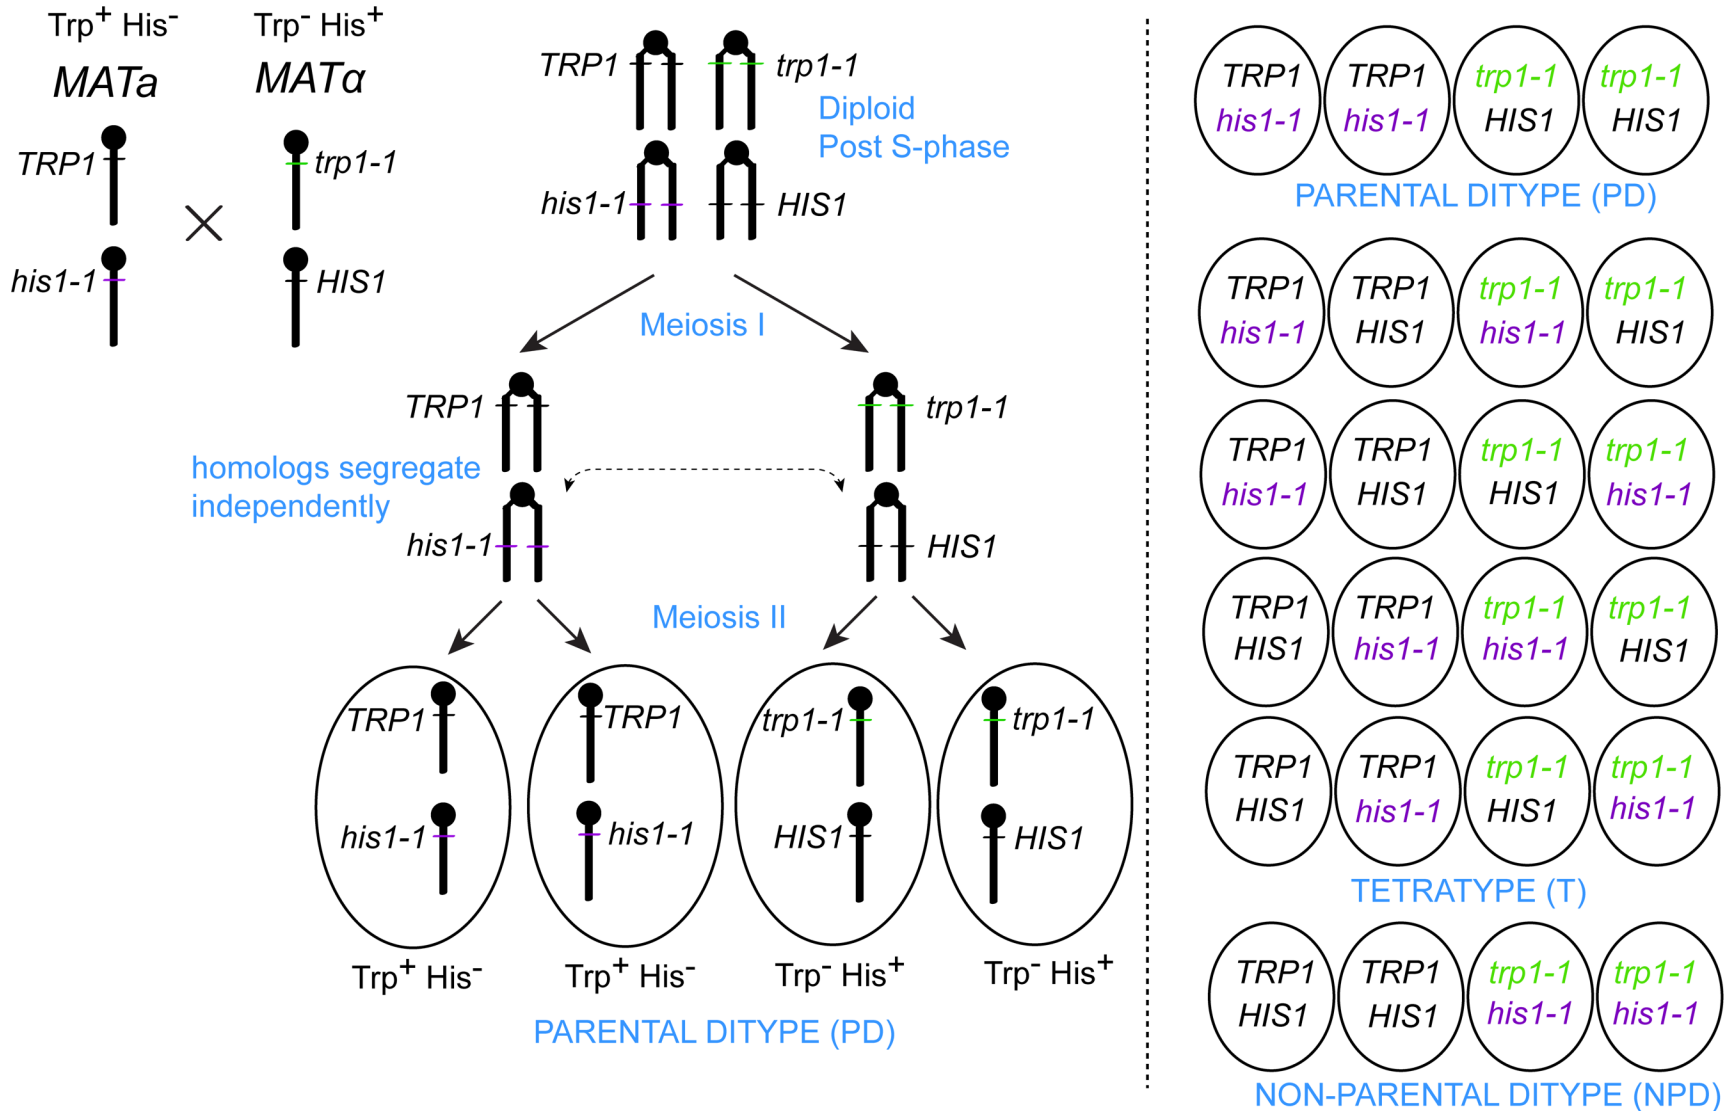 Trp+ His-
Trp- His+
MATa
MATα
TRP1
trp1-1
his1-1
HIS1
TRP1
trp1-1
Diploid
Post S-phase
his1-1
HIS1
Meiosis I
TRP1
trp1-1
homologs segregate
independently
his1-1
HIS1
Meiosis II
TRP1
TRP1
trp1-1
trp1-1
his1-1
his1-1
HIS1
HIS1
Trp+ His-
Trp+ His-
Trp- His+
Trp- His+
PARENTAL DITYPE (PD)
TRP1 TRP1 trp1-1 trp1-1
his1-1 his1-1 HIS1 HIS1
PARENTAL DITYPE (PD)
TRP1 TRP1 trp1-1 trp1-1
his1-1 HIS1 his1-1 HIS1
TRP1 TRP1 trp1-1 trp1-1
his1-1 HIS1 HIS1 his1-1
TRP1 TRP1 trp1-1 trp1-1
HIS1 his1-1 his1-1 HIS1
TRP1 TRP1 trp1-1 trp1-1
HIS1 his1-1 HIS1 his1-1
TETRATYPE (T)
TRP1 TRP1 trp1-1 trp1-1
HIS1 HIS1 his1-1 his1-1
NON-PARENTAL DITYPE (NPD)